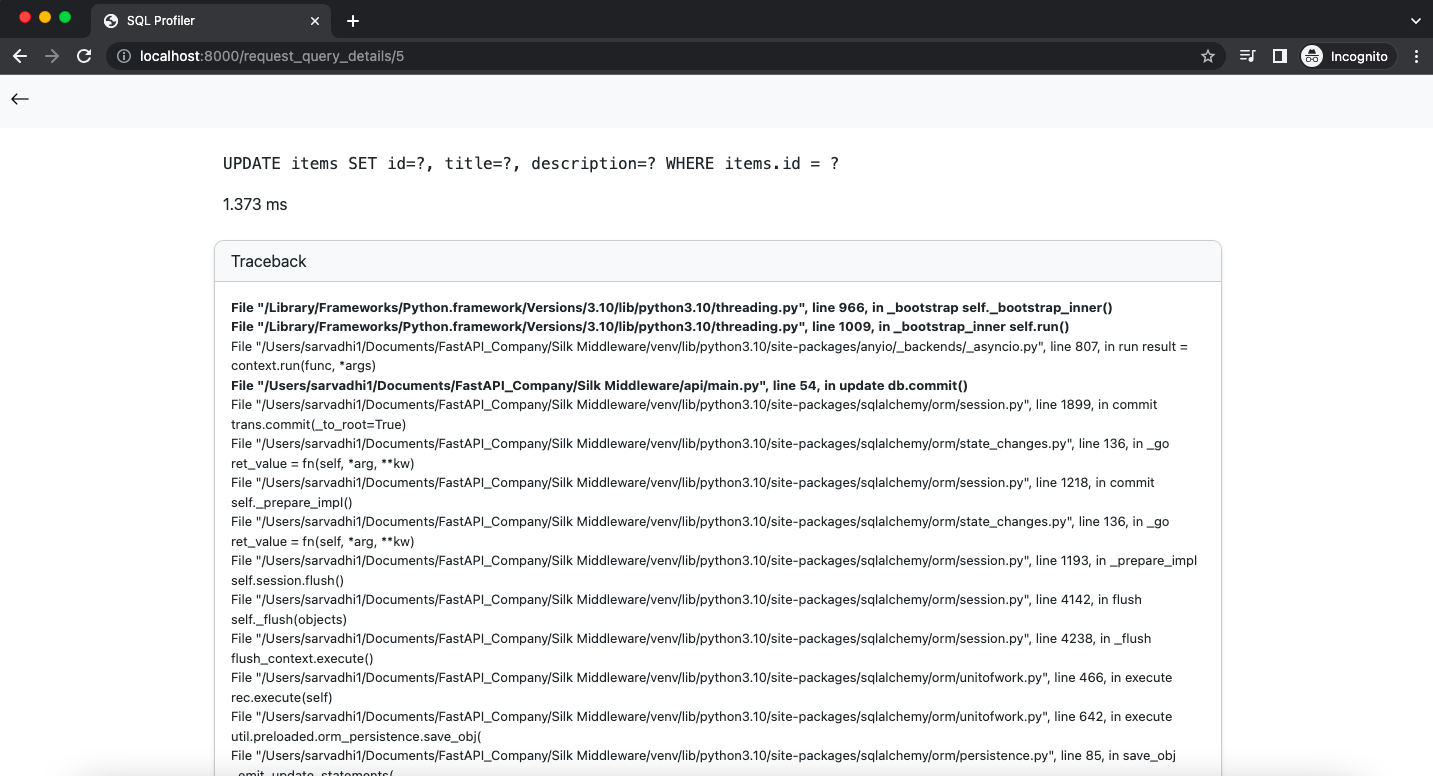 SQL Profiler
localhost:8000/request_query_details/5
Incognito
UPDATE items SET id=?, title=?, description=? WHERE items.id = ?
1.373 ms
Traceback
File "/Library/Frameworks/Python.framework/Versions/3.10/lib/python3.10/threading.py", line 966, in _bootstrap self._bootstrap_inner()
File "/Library/Frameworks/Python.framework/Versions/3.10/lib/python3.10/threading.py", line 1009, in _bootstrap_inner self.run()
File "/Users/sarvadhi1/Documents/FastAPI_Company/Silk Middleware/venv/lib/python3.10/site-packages/anyio/_backends/_asyncio.py", line 807, in run result =
context.run(func, *args)
File "/Users/sarvadhi1/Documents/FastAPI_Company/Silk Middleware/api/main.py", line 54, in update db.commit()
File "/Users/sarvadhi1/Documents/FastAPI_Company/Silk Middleware/venv/lib/python3.10/site-packages/sqlalchemy/orm/session.py", line 1899, in commit
trans.commit(_to_root=True)
File "/Users/sarvadhi1/Documents/FastAPI_Company/Silk Middleware/venv/lib/python3.10/site-packages/sqlalchemy/orm/state_changes.py", line 136, in _go
ret_value = fn(self, *arg, **kw)
File "/Users/sarvadhi1/Documents/FastAPI_Company/Silk Middleware/venv/lib/python3.10/site-packages/sqlalchemy/orm/session.py", line 1218, in commit
self._prepare_impl()
File "/Users/sarvadhi1/Documents/FastAPI_Company/Silk Middleware/venv/lib/python3.10/site-packages/sqlalchemy/orm/state_changes.py", line 136, in _go
ret_value = fn(self, *arg, **kw)
File "/Users/sarvadhi1/Documents/FastAPI_Company/Silk Middleware/venv/lib/python3.10/site-packages/sqlalchemy/orm/session.py", line 1193, in _prepare_impl
self.session.flush()
File "/Users/sarvadhi1/Documents/FastAPI_Company/Silk Middleware/venv/lib/python3.10/site-packages/sqlalchemy/orm/session.py", line 4142, in flush
self._flush(objects)
File "/Users/sarvadhi1/Documents/FastAPI_Company/Silk Middleware/venv/lib/python3.10/site-packages/sqlalchemy/orm/session.py", line 4238, in _flush
flush_context.execute()
File "/Users/sarvadhi1/Documents/FastAPI_Company/Silk Middleware/venv/lib/python3.10/site-packages/sqlalchemy/orm/unitofwork.py", line 466, in execute
rec.execute(self)
File "/Users/sarvadhi1/Documents/FastAPI_Company/Silk Middleware/venv/lib/python3.10/site-packages/sqlalchemy/orm/unitofwork.py", line 642, in execute
util.preloaded.orm_persistence.save_obj(
File "/Users/sarvadhi1/Documents/FastAPI_Company/Silk Middleware/venv/lib/python3.10/site-packages/sqlalchemy/orm/persistence.py", line 85, in save_obj
_emit_update_statements(